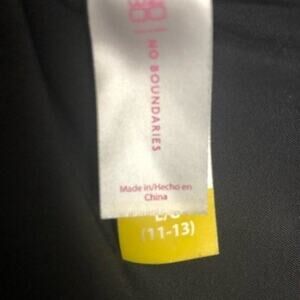 NO BOUNDARIES
Made in/Hecho en
China
L/G
(11-13)